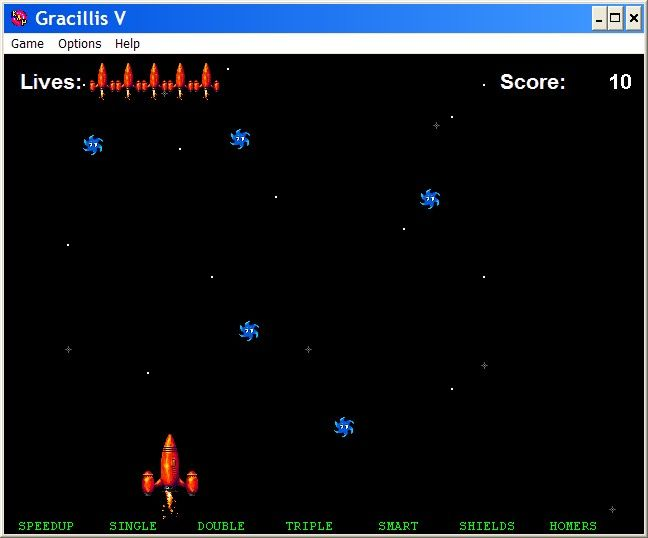 Gracillis V
Game Options Help
Lives: Score: 10
SPEEDUP SINGLE DOUBLE TRIPLE SMART SHIELDS HOMERS